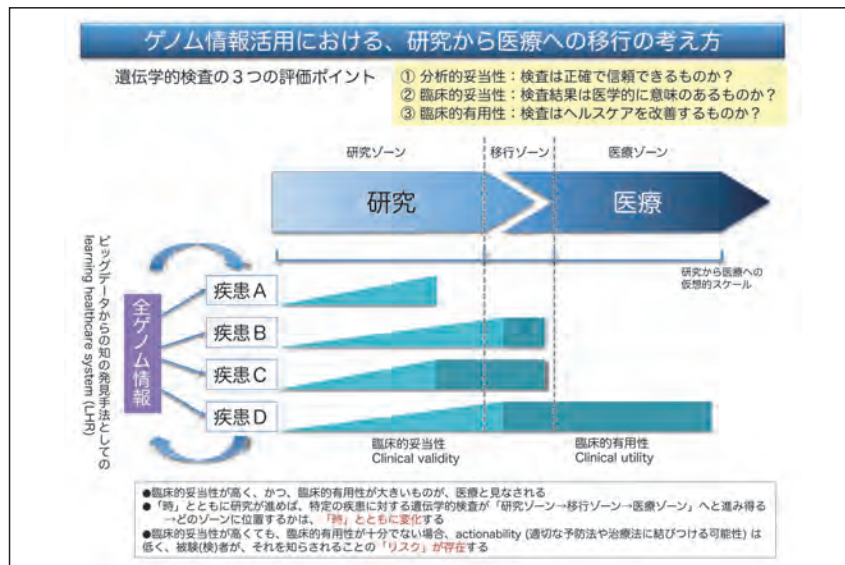 ゲノム情報活用における、研究から医療への移行の考え方
遺伝学的検査の3つの評価ポイント
① 分析的妥当性：検査は正確で信頼できるものか？
② 臨床的妥当性：検査結果は医学的に意味のあるものか？
③ 臨床的有用性：検査はヘルスケアを改善するものか？
研究ゾーン
移行ゾーン
医療ゾーン
研究
医療
研究から医療への
仮想的スケール
ビッグデータからの知の発見手法としての
learning healthcare system (LHR)
全ゲノム情報
疾患A
疾患B
疾患C
疾患D
臨床的妥当性
Clinical validity
臨床的有用性
Clinical utility
●臨床的妥当性が高く、かつ、臨床的有用性が大きいものが、医療と見なされる
●「時」とともに研究が進めば、特定の疾患に対する遺伝学的検査が「研究ゾーン→移行ゾーン→医療ゾーン」へと進み得る
→どのゾーンに位置するかは、「時」とともに変化する
●臨床的妥当性が高くても、臨床的有用性が十分でない場合、actionability (適切な予防法や治療法に結びつける可能性) は
低く、被験(検)者が、それを知らされることの「リスク」が存在する